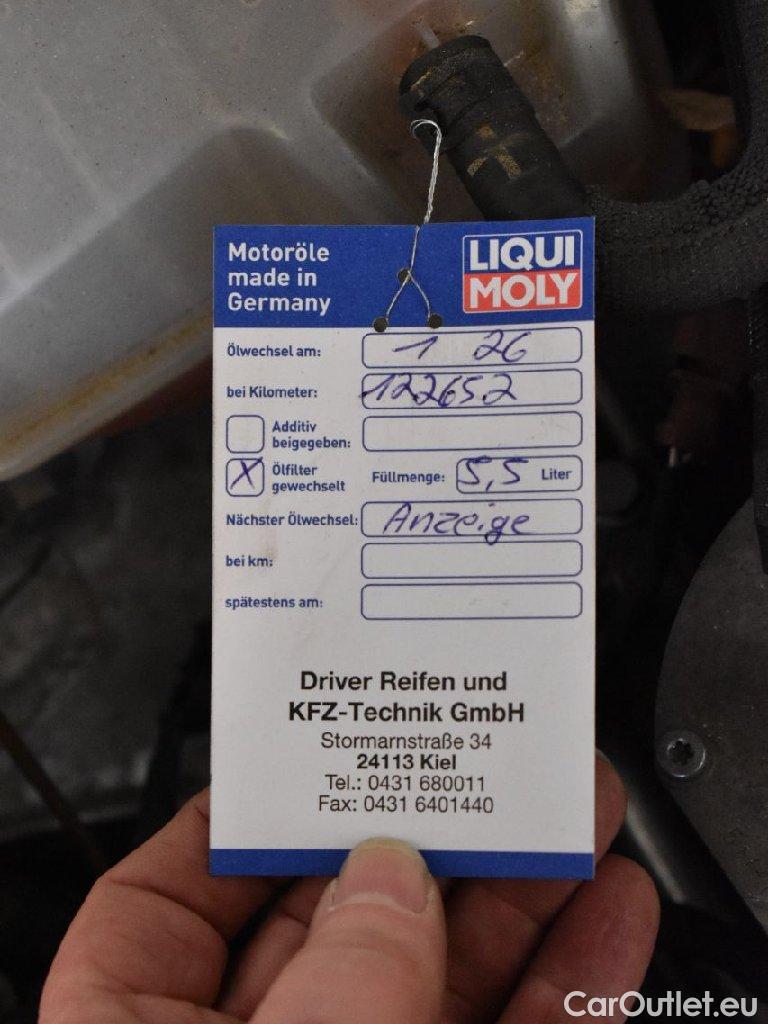 Motoröle
made in
Germany
LIQUI
MOLY
Ölwechsel am: 1 26
bei Kilometer: 122652
Additiv
beigegeben:
X Ölfilter
gewechselt
Füllmenge: 5,5 Liter
Nächster Ölwechsel: Anzeige
bei km:
spätestens am:
Driver Reifen und
KFZ-Technik GmbH
Stormarnstraße 34
24113 Kiel
Tel.: 0431 680011
Fax: 0431 6401440
CarOutlet.eu